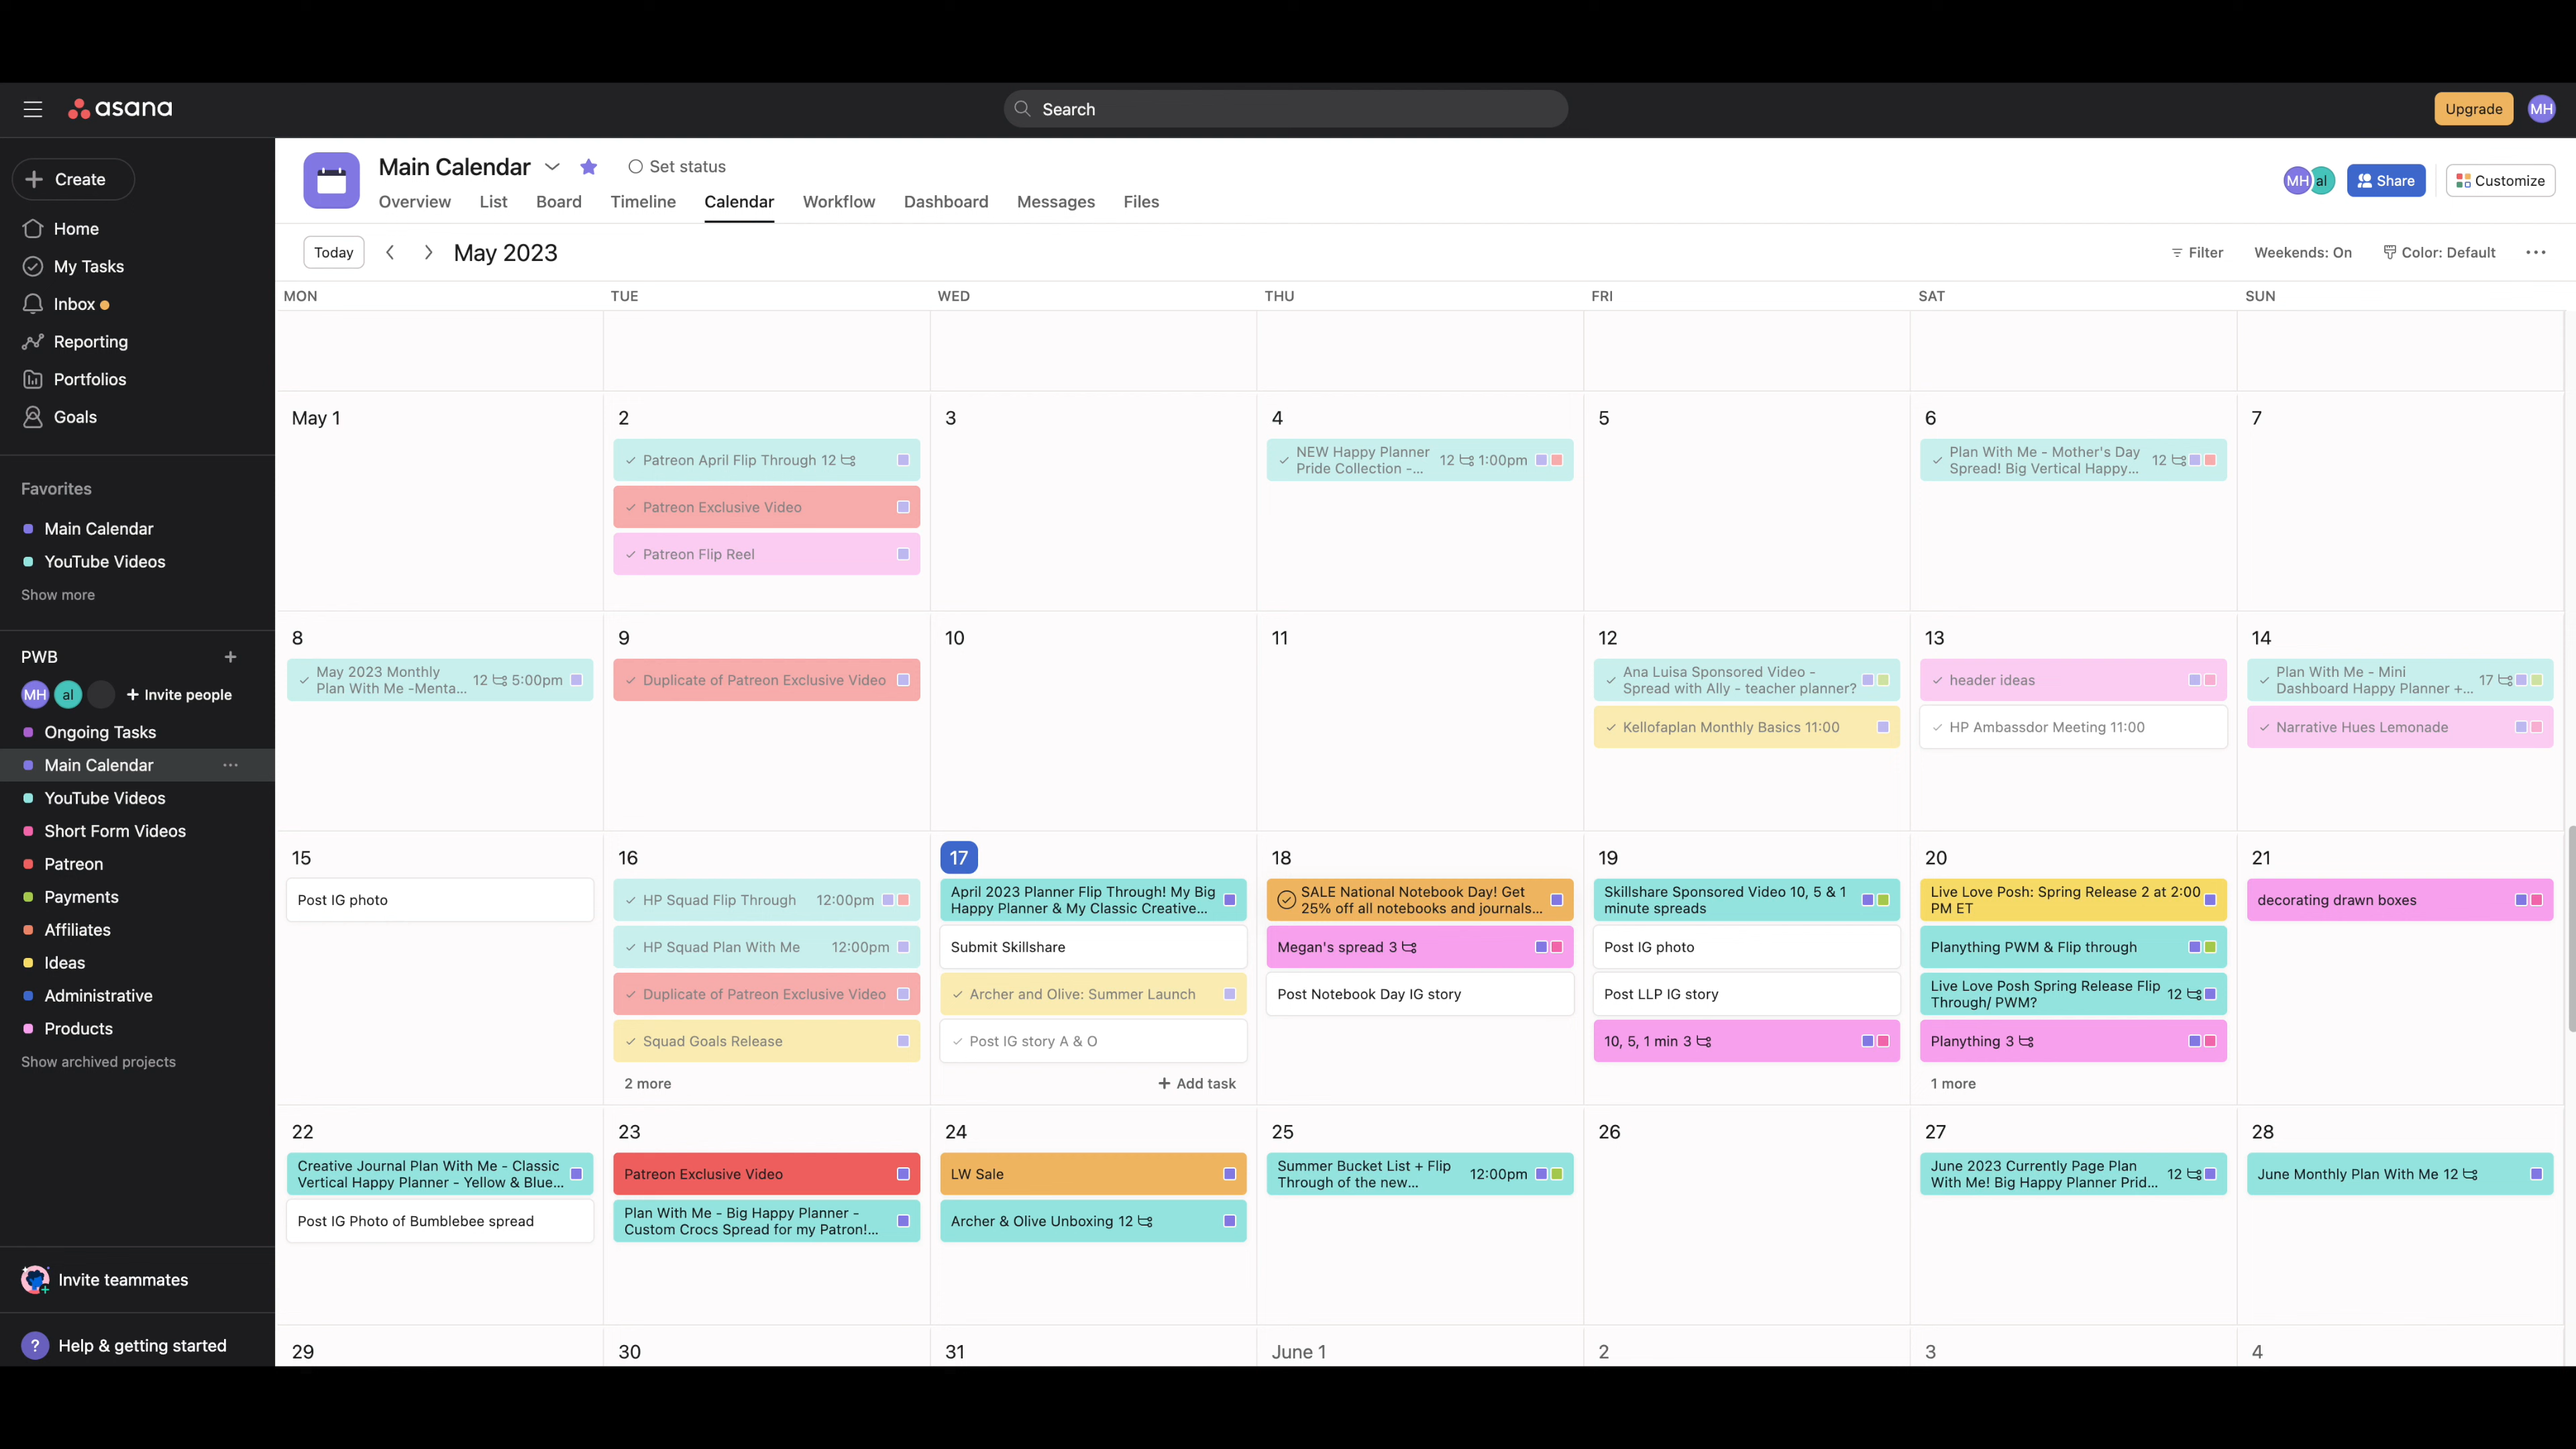 asana
Search
Upgrade
MH
Create
Home
My Tasks
Inbox
Reporting
Portfolios
Goals
Favorites
Main Calendar
YouTube Videos
Show more
PWB
MH al + Invite people
Ongoing Tasks
Main Calendar
YouTube Videos
Short Form Videos
Patreon
Payments
Affiliates
Ideas
Administrative
Products
Show archived projects
Invite teammates
? Help & getting started
Main Calendar
Set status
Overview List Board Timeline Calendar Workflow Dashboard Messages Files
MH al Share Customize
Today May 2023
Filter Weekends: On Color: Default
MON TUE WED THU FRI SAT SUN
May 1
2
Patreon April Flip Through 12
Patreon Exclusive Video
Patreon Flip Reel
3
4
NEW Happy Planner
Pride Collection -... 12 1:00pm
5
6
Plan With Me - Mother's Day
Spread! Big Vertical Happy... 12
7
8
May 2023 Monthly
Plan With Me -Menta... 12 5:00pm
9
Duplicate of Patreon Exclusive Video
10
11
12
Ana Luisa Sponsored Video -
Spread with Ally - teacher planner?
Kellofaplan Monthly Basics 11:00
13
header ideas
HP Ambassdor Meeting 11:00
14
Plan With Me - Mini
Dashboard Happy Planner +... 17
Narrative Hues Lemonade
15
Post IG photo
16
HP Squad Flip Through 12:00pm
HP Squad Plan With Me 12:00pm
Duplicate of Patreon Exclusive Video
Squad Goals Release
2 more
17
April 2023 Planner Flip Through! My Big
Happy Planner & My Classic Creative...
Submit Skillshare
Archer and Olive: Summer Launch
Post IG story A & O
+ Add task
18
SALE National Notebook Day! Get
25% off all notebooks and journals...
Megan's spread 3
Post Notebook Day IG story
19
Skillshare Sponsored Video 10, 5 & 1
minute spreads
Post IG photo
Post LLP IG story
10, 5, 1 min 3
20
Live Love Posh: Spring Release 2 at 2:00
PM ET
Planything PWM & Flip through
Live Love Posh Spring Release Flip
Through/ PWM? 12
Planything 3
1 more
21
decorating drawn boxes
22
Creative Journal Plan With Me - Classic
Vertical Happy Planner - Yellow & Blue...
Post IG Photo of Bumblebee spread
23
Patreon Exclusive Video
Plan With Me - Big Happy Planner -
Custom Crocs Spread for my Patron!...
24
LW Sale
Archer & Olive Unboxing 12
25
Summer Bucket List + Flip
Through of the new... 12:00pm
26
27
June 2023 Currently Page Plan
With Me! Big Happy Planner Prid... 12
28
June Monthly Plan With Me 12
29
30
31
June 1
2
3
4